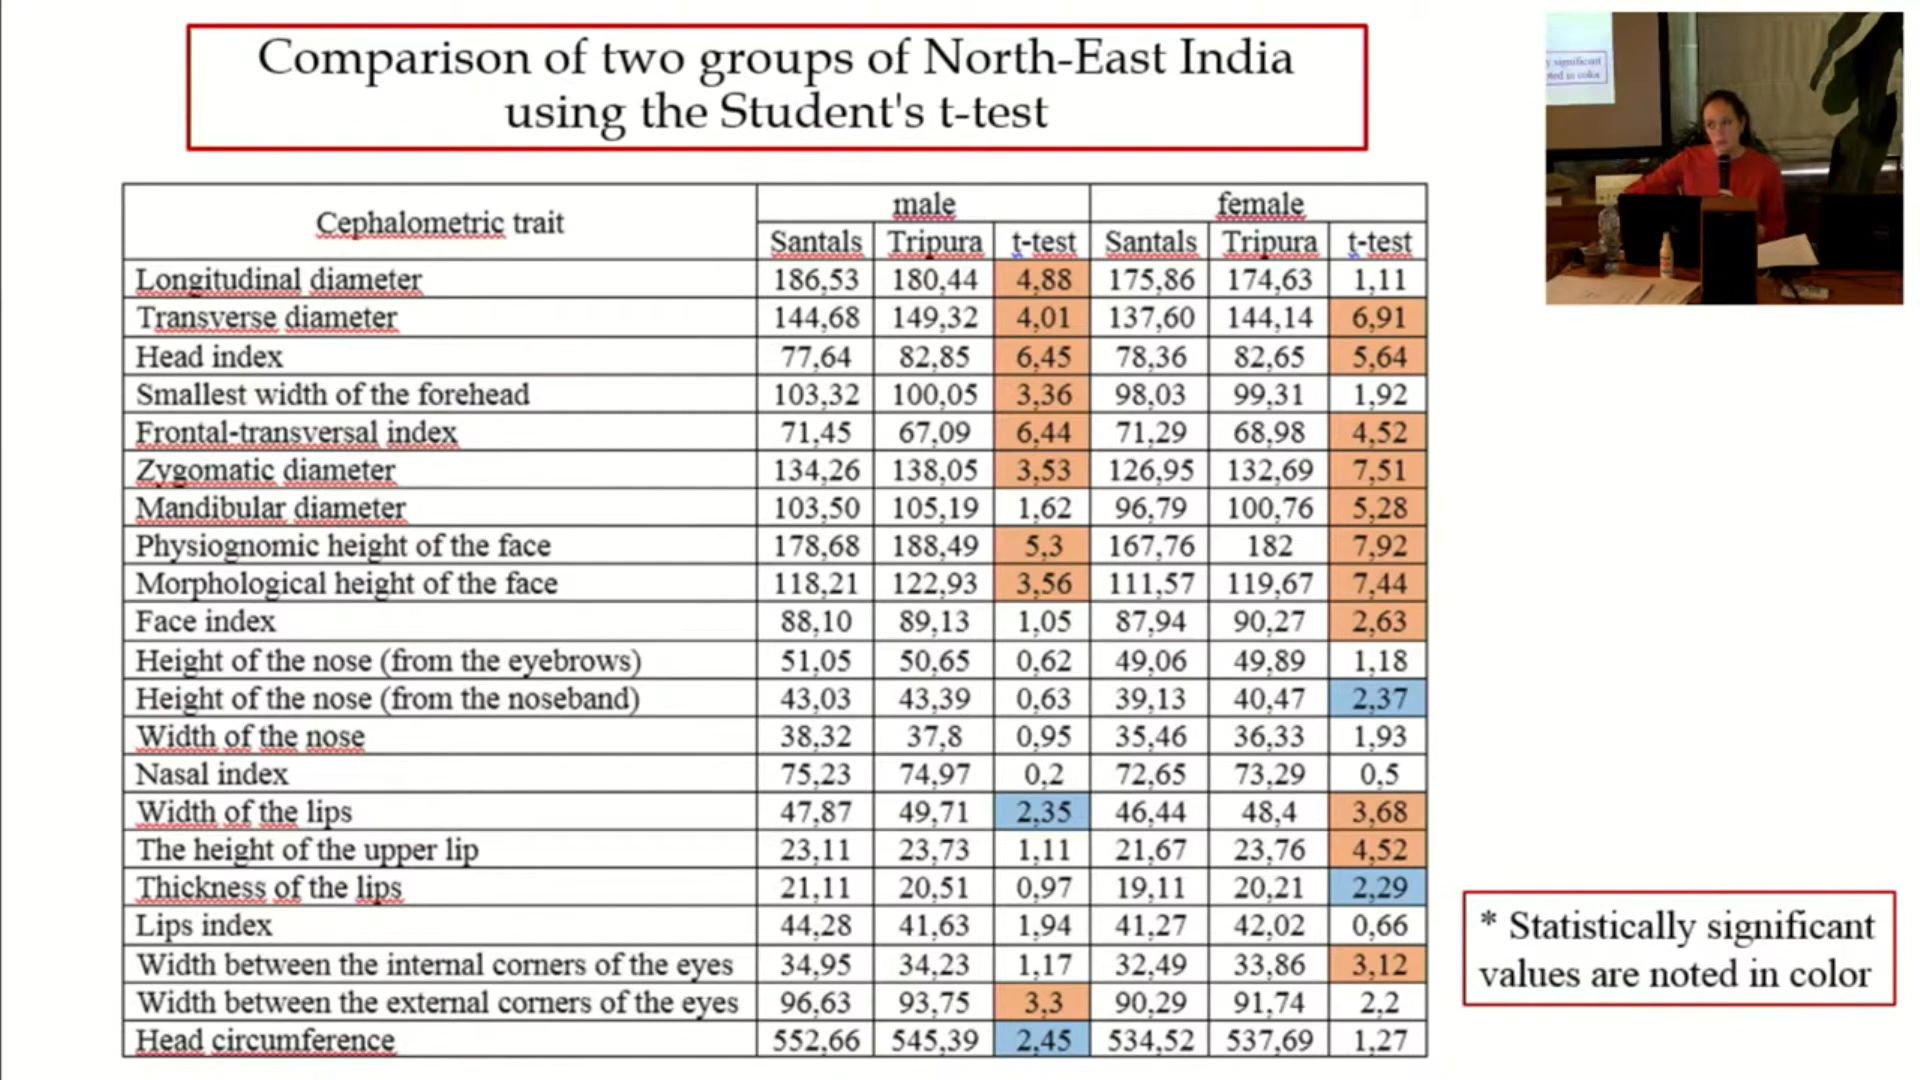 Comparison of two groups of North-East India
using the Student's t-test
Cephalometric trait male female
Santals Tripura t-test Santals Tripura t-test
Longitudinal diameter 186,53 180,44 4,88 175,86 174,63 1,11
Transverse diameter 144,68 149,32 4,01 137,60 144,14 6,91
Head index 77,64 82,85 6,45 78,36 82,65 5,64
Smallest width of the forehead 103,32 100,05 3,36 98,03 99,31 1,92
Frontal-transversal index 71,45 67,09 6,44 71,29 68,98 4,52
Zygomatic diameter 134,26 138,05 3,53 126,95 132,69 7,51
Mandibular diameter 103,50 105,19 1,62 96,79 100,76 5,28
Physiognomic height of the face 178,68 188,49 5,3 167,76 182 7,92
Morphological height of the face 118,21 122,93 3,56 111,57 119,67 7,44
Face index 88,10 89,13 1,05 87,94 90,27 2,63
Height of the nose (from the eyebrows) 51,05 50,65 0,62 49,06 49,89 1,18
Height of the nose (from the noseband) 43,03 43,39 0,63 39,13 40,47 2,37
Width of the nose 38,32 37,8 0,95 35,46 36,33 1,93
Nasal index 75,23 74,97 0,2 72,65 73,29 0,5
Width of the lips 47,87 49,71 2,35 46,44 48,4 3,68
The height of the upper lip 23,11 23,73 1,11 21,67 23,76 4,52
Thickness of the lips 21,11 20,51 0,97 19,11 20,21 2,29
Lips index 44,28 41,63 1,94 41,27 42,02 0,66
Width between the internal corners of the eyes 34,95 34,23 1,17 32,49 33,86 3,12
Width between the external corners of the eyes 96,63 93,75 3,3 90,29 91,74 2,2
Head circumference 552,66 545,39 2,45 534,52 537,69 1,27
* Statistically significant
values are noted in color
y significant
oted in color